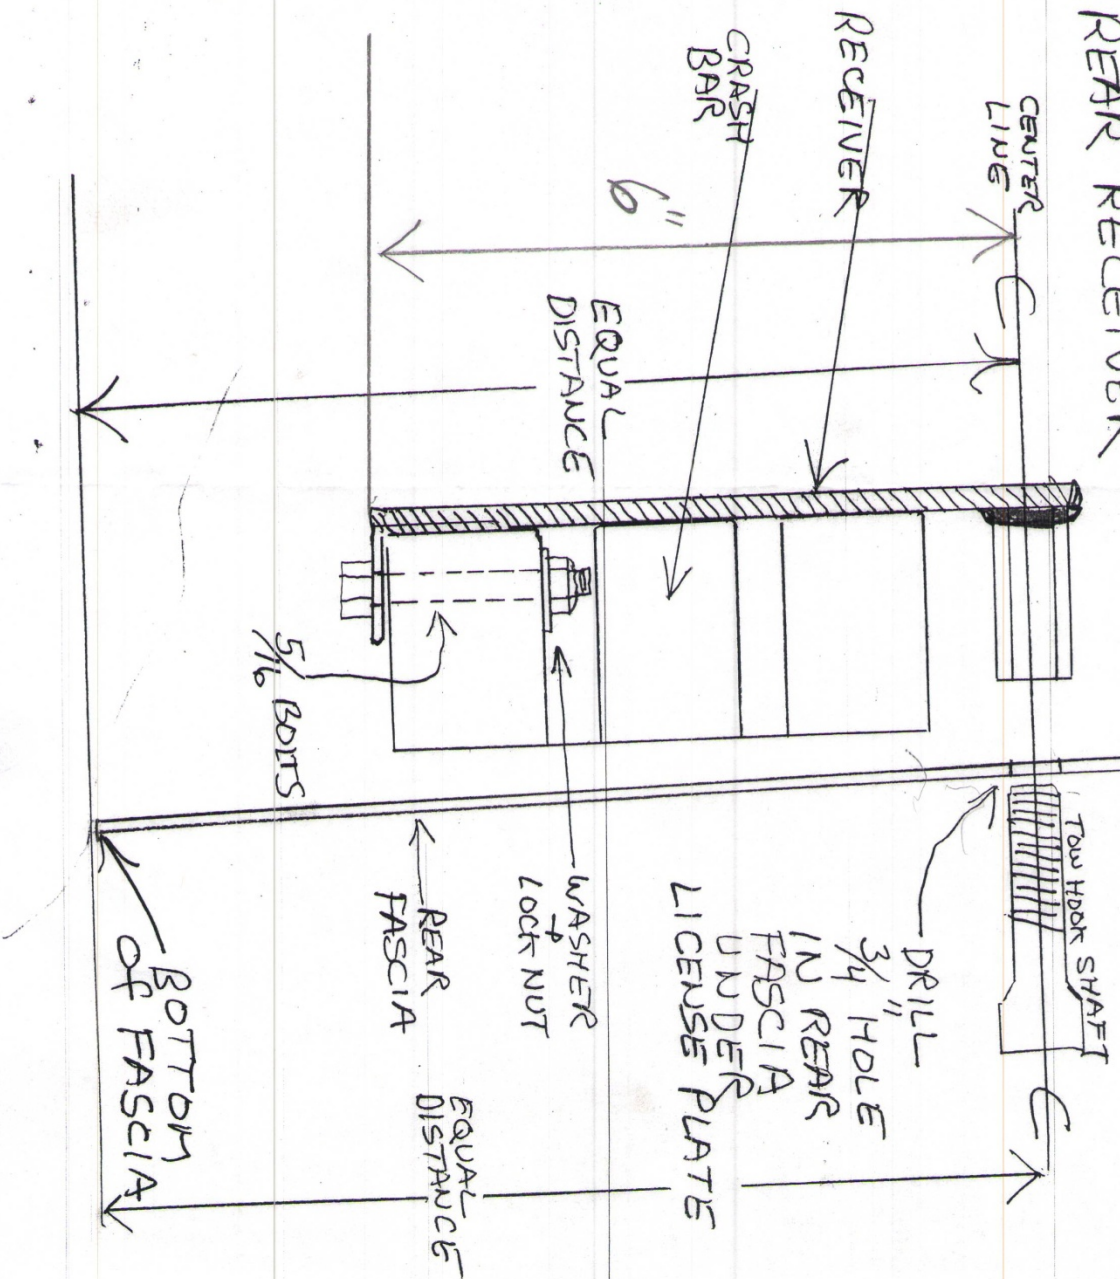 REAR RECEIVER
CENTER
LINE
RECEIVER
CRASH
BAR
6"
EQUAL
DISTANCE
TOW HOOK SHAFT
DRILL
3/4" HOLE
IN REAR
FASCIA
UNDER
LICENSE PLATE
WASHER
+
LOCK NUT
5/16 BOLTS
REAR
FASCIA
EQUAL
DISTANCE
BOTTOM
Of FASCIA